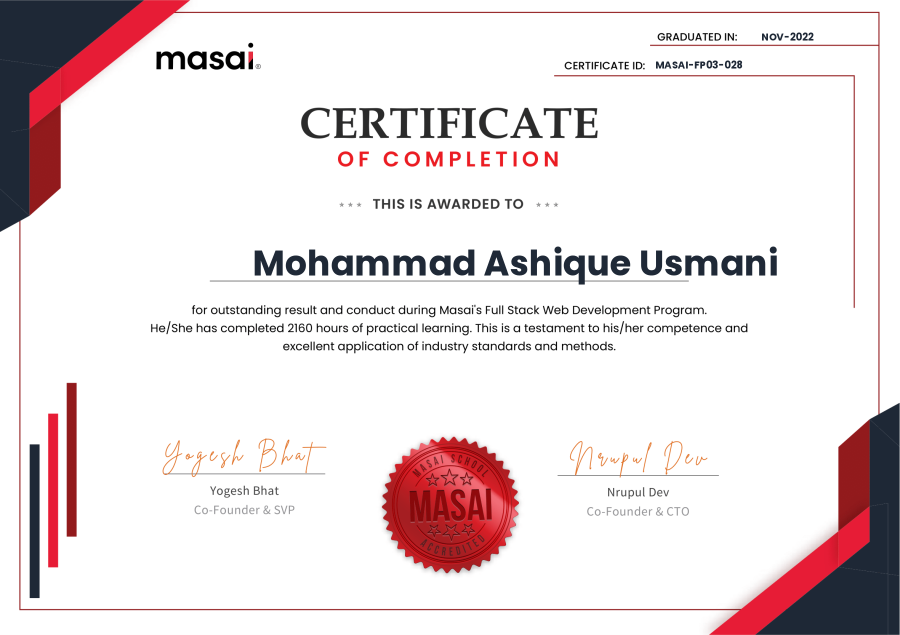 masai
GRADUATED IN: NOV-2022
CERTIFICATE ID: MASAI-FP03-028
CERTIFICATE
OF COMPLETION
*** THIS IS AWARDED TO ***
Mohammad Ashique Usmani
for outstanding result and conduct during Masai's Full Stack Web Development Program.
He/She has completed 2160 hours of practical learning. This is a testament to his/her competence and
excellent application of industry standards and methods.
Yogesh Bhat
Yogesh Bhat
Co-Founder & SVP
MASAI SCHOOL
MASAI
ACCREDITED
Nrupul Dev
Nrupul Dev
Co-Founder & CTO